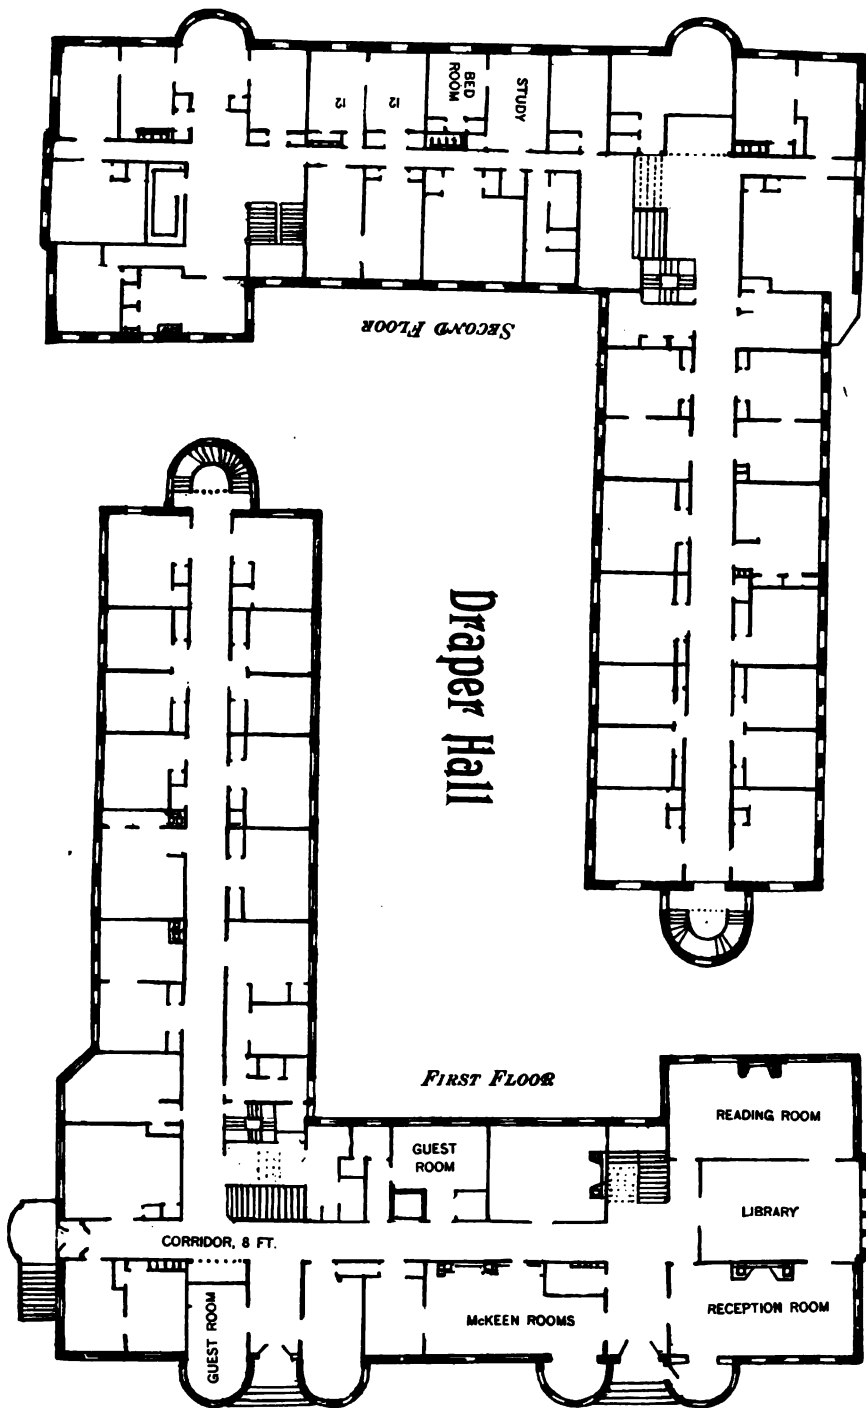 12
12
BED
ROOM
STUDY
SECOND FLOOR
Draper Hall
FIRST FLOOR
READING ROOM
GUEST
ROOM
LIBRARY
CORRIDOR, 8 FT.
GUEST ROOM
McKEEN ROOMS
RECEPTION ROOM